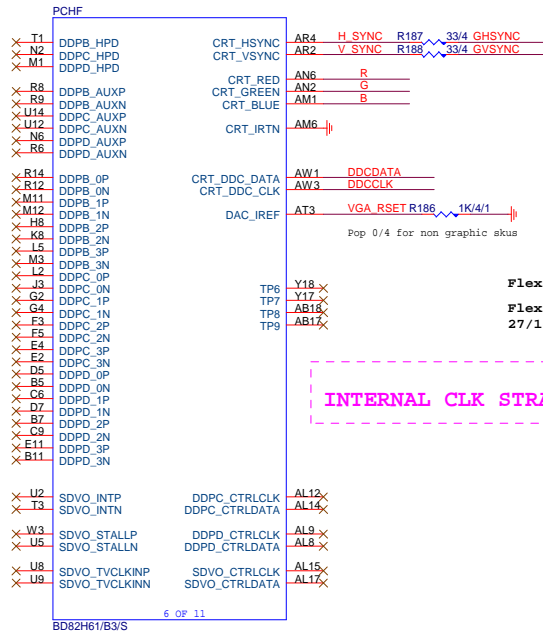 PCHF
T1 DDPB_HPD CRT_HSYNC AR4 H_SYNC R187 33/4 GHSYNC
N2 DDPC_HPD CRT_VSYNC AR2 V_SYNC R188 33/4 GVSYNC
M1 DDPD_HPD
CRT_RED AN6 R
R8 DDPB_AUXP CRT_GREEN AN2 G
R9 DDPB_AUXN CRT_BLUE AM1 B
U14 DDPC_AUXP
U12 DDPC_AUXP CRT_IRTN AM6
N6 DDPD_AUXP
R6 DDPD_AUXN
R14 DDPB_0P CRT_DDC_DATA AW1 DDCDATA
R12 DDPB_0N CRT_DDC_CLK AW3 DDCCLK
M11 DDPB_1P
M12 DDPB_1N DAC_IREF AT3 VGA_RSET R186 1K/4/1
H8 DDPB_2P
K8 DDPB_2N Pop 0/4 for non graphic skus
L5 DDPB_3P
M3 DDPB_3N
L2 DDPC_0P
J3 DDPC_0N TP6 Y18 Flex
G2 DDPC_1P TP7 Y17
G4 DDPC_1N TP8 AB18 Flex
F3 DDPC_2P TP9 AB17 27/1
F5 DDPC_2N
E4 DDPC_3P
E2 DDPC_3N
D5 DDPD_0P
B5 DDPD_0N
C6 DDPD_1P INTERNAL CLK STRA
D7 DDPD_1N
B7 DDPD_2P
C9 DDPD_2N
E11 DDPD_3P
B11 DDPD_3N
U2 SDVO_INTP DDPC_CTRLCLK AL12
T3 SDVO_INTN DDPC_CTRLDATA AL14
W3 SDVO_STALLP DDPD_CTRLCLK AL9
U5 SDVO_STALLN DDPD_CTRLDATA AL8
U8 SDVO_TVCLKINP SDVO_CTRLCLK AL15
U9 SDVO_TVCLKINN SDVO_CTRLDATA AL17
6 OF 11
BD82H61/B3/S